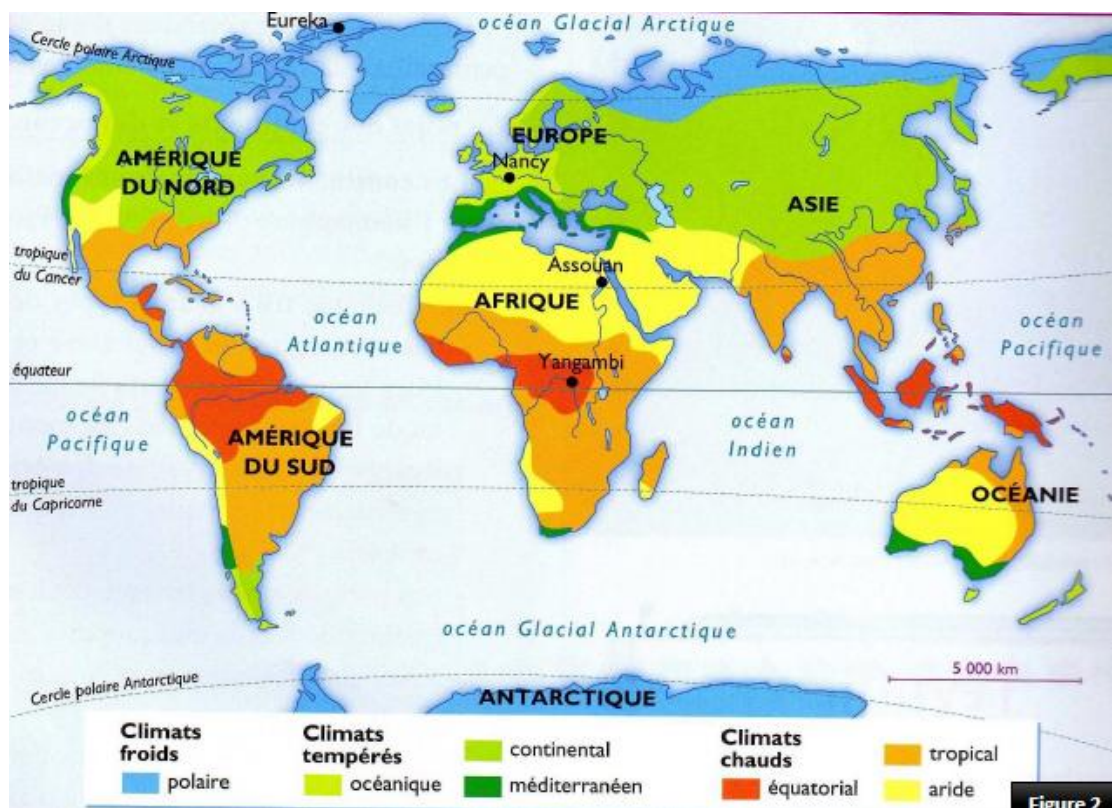 Eureka
océan Glacial Arctique
Cercle polaire Arctique
EUROPE
AMÉRIQUE
DU NORD
Nancy
ASIE
tropique
du Cancer
Assouan
AFRIQUE
océan
Atlantique
océan
Pacifique
Yangambi
équateur
océan
Pacifique
AMÉRIQUE
DU SUD
océan
Indien
tropique
du Capricorne
OCÉANIE
océan Glacial Antarctique
5 000 km
Cercle polaire Antarctique
ANTARCTIQUE
Climats
froids
polaire
Climats
tempérés
océanique
continental
méditerranéen
Climats
chauds
équatorial
tropical
aride
Figure 2